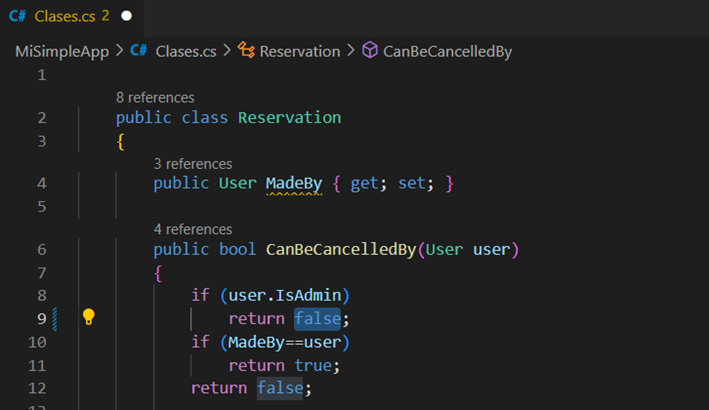 C# Clases.cs 2
MiSimpleApp > C# Clases.cs > Reservation > CanBeCancelledBy
1
8 references
2 public class Reservation
3 {
3 references
4 public User MadeBy { get; set; }
5
4 references
6 public bool CanBeCancelledBy(User user)
7 {
8 if (user.IsAdmin)
9 return false;
10 if (MadeBy==user)
11 return true;
12 return false;
13